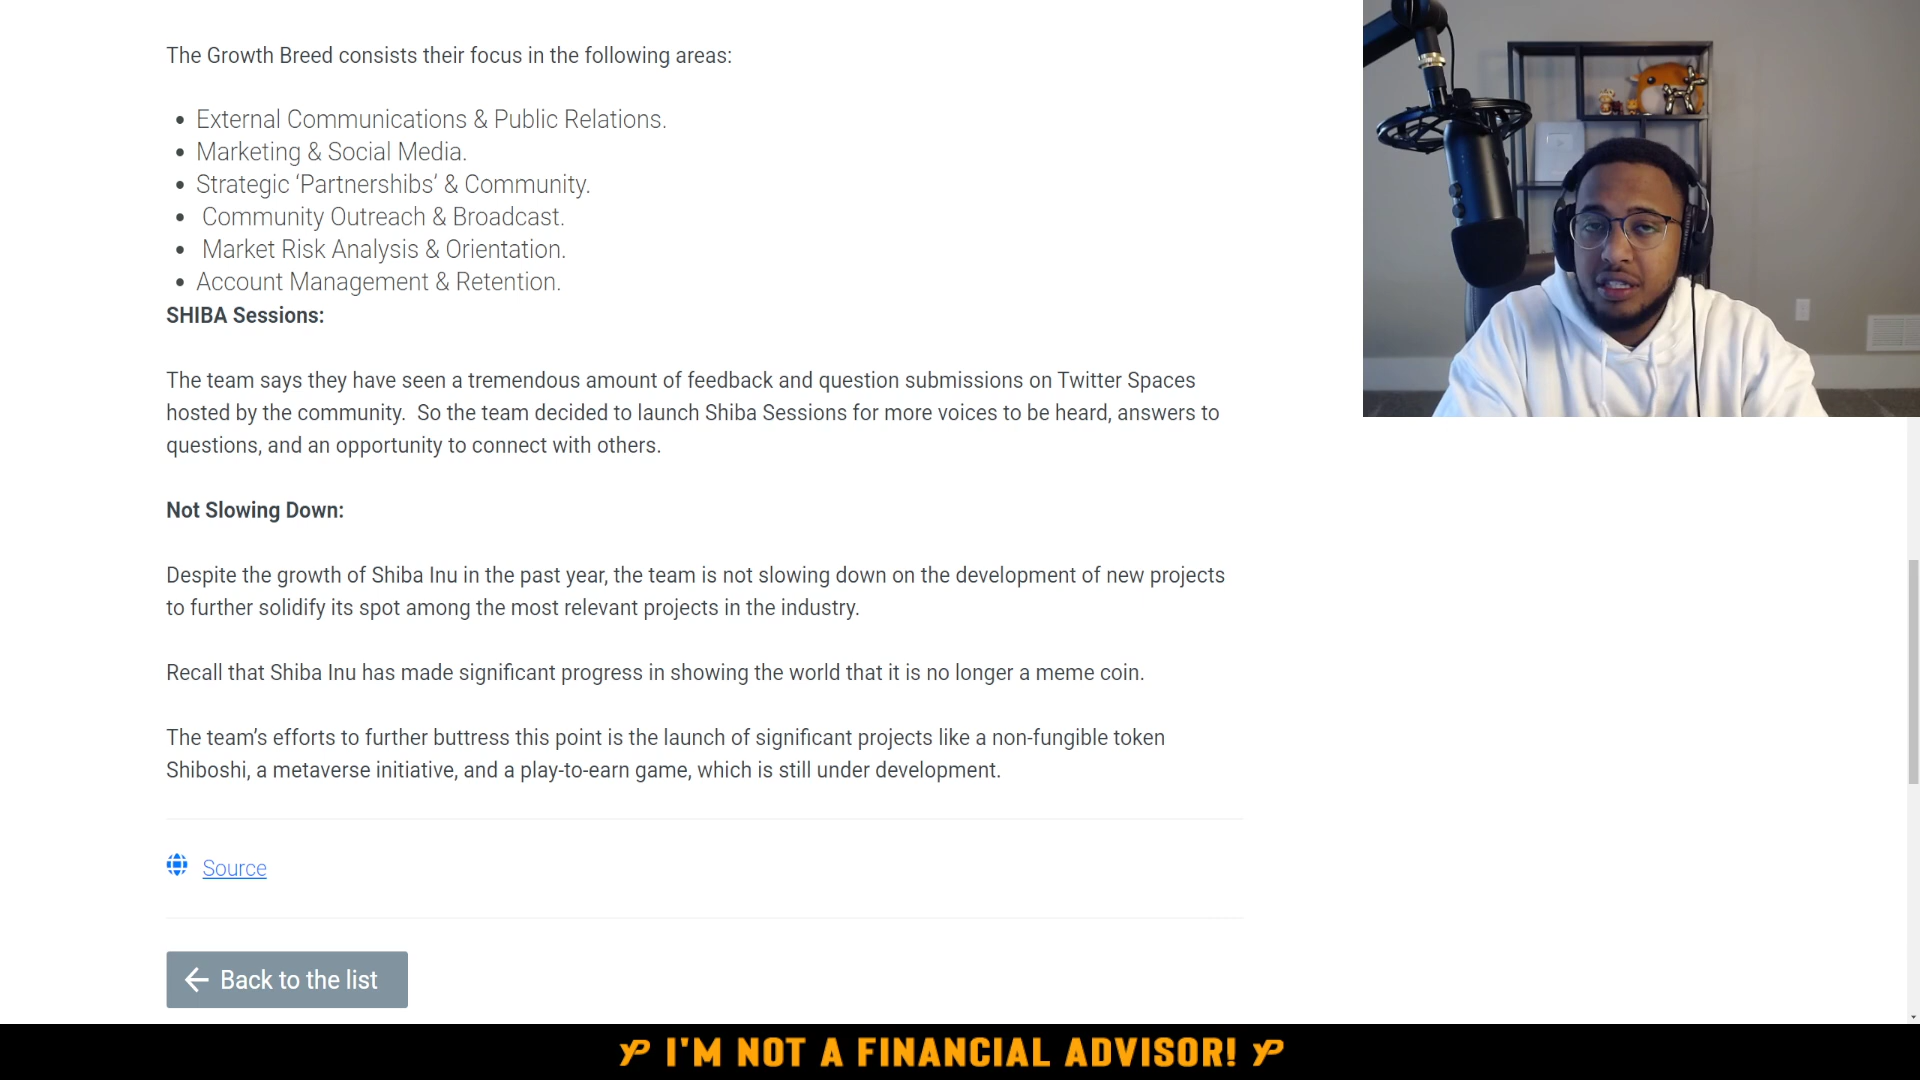 The Growth Breed consists their focus in the following areas:
• External Communications & Public Relations.
• Marketing & Social Media.
• Strategic ‘Partnershibs’ & Community.
• Community Outreach & Broadcast.
• Market Risk Analysis & Orientation.
• Account Management & Retention.
SHIBA Sessions:
The team says they have seen a tremendous amount of feedback and question submissions on Twitter Spaces
hosted by the community.  So the team decided to launch Shiba Sessions for more voices to be heard, answers to
questions, and an opportunity to connect with others.
Not Slowing Down:
Despite the growth of Shiba Inu in the past year, the team is not slowing down on the development of new projects
to further solidify its spot among the most relevant projects in the industry.
Recall that Shiba Inu has made significant progress in showing the world that it is no longer a meme coin.
The team’s efforts to further buttress this point is the launch of significant projects like a non-fungible token
Shiboshi, a metaverse initiative, and a play-to-earn game, which is still under development.
Source
← Back to the list
YP I'M NOT A FINANCIAL ADVISOR! YP